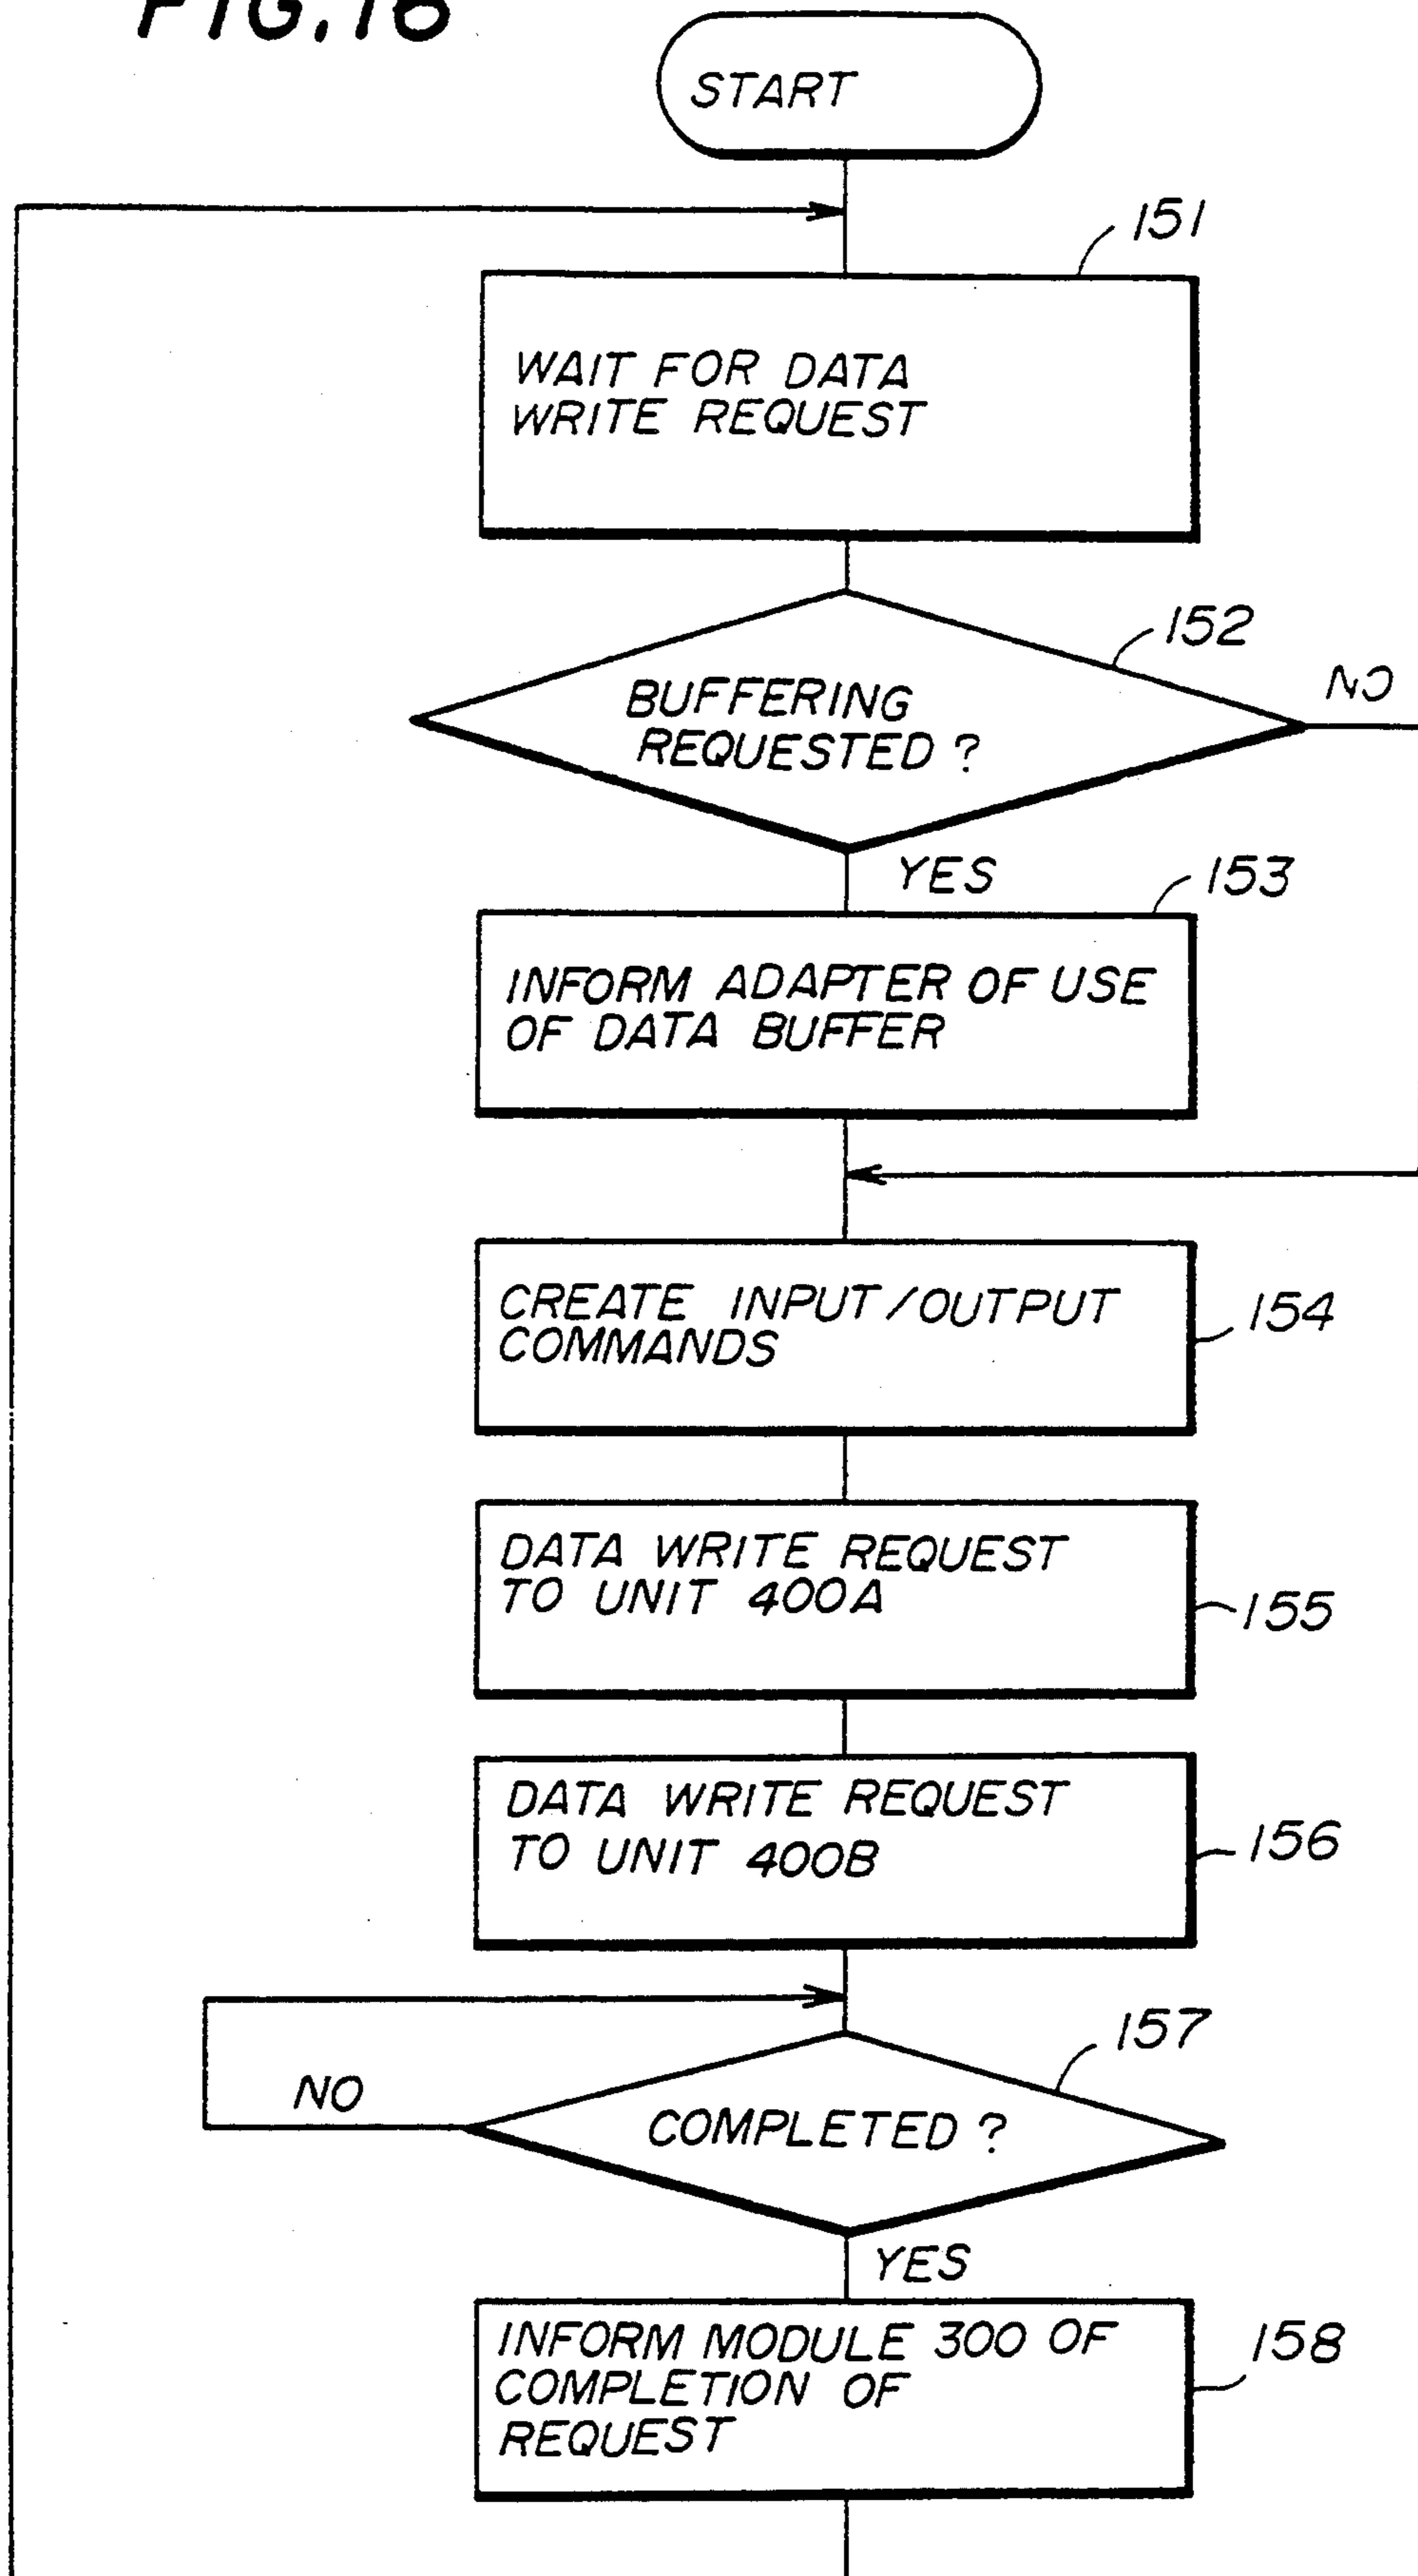 FIG.16
START
151
WAIT FOR DATA
WRITE REQUEST
152
NO
BUFFERING
REQUESTED ?
YES
153
INFORM ADAPTER OF USE
OF DATA BUFFER
CREATE INPUT/OUTPUT
COMMANDS
154
DATA WRITE REQUEST
TO UNIT 400A
155
DATA WRITE REQUEST
TO UNIT 400B
156
157
NO
COMPLETED ?
YES
INFORM MODULE 300 OF
COMPLETION OF
REQUEST
158